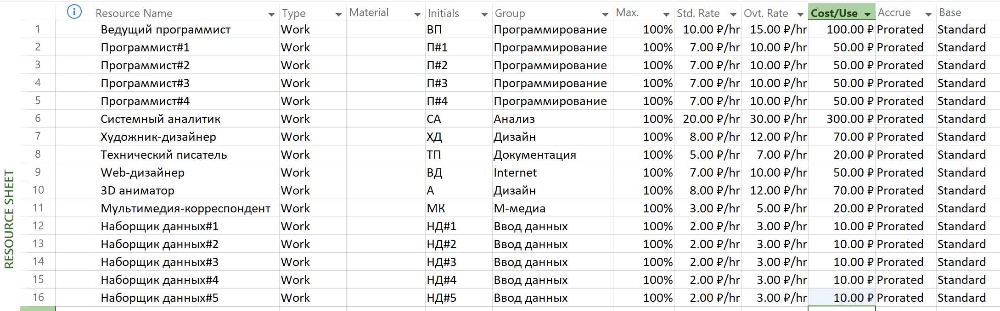 Resource Name Type Material Initials Group Max. Std. Rate Ovt. Rate Cost/Use Accrue Base
1 Ведущий программист Work ВП Программирование 100% 10.00 ₽/hr 15.00 ₽/hr 100.00 ₽ Prorated Standard
2 Программист#1 Work П#1 Программирование 100% 7.00 ₽/hr 10.00 ₽/hr 50.00 ₽ Prorated Standard
3 Программист#2 Work П#2 Программирование 100% 7.00 ₽/hr 10.00 ₽/hr 50.00 ₽ Prorated Standard
4 Программист#3 Work П#3 Программирование 100% 7.00 ₽/hr 10.00 ₽/hr 50.00 ₽ Prorated Standard
5 Программист#4 Work П#4 Программирование 100% 7.00 ₽/hr 10.00 ₽/hr 50.00 ₽ Prorated Standard
6 Системный аналитик Work СА Анализ 100% 20.00 ₽/hr 30.00 ₽/hr 300.00 ₽ Prorated Standard
7 Художник-дизайнер Work ХД Дизайн 100% 8.00 ₽/hr 12.00 ₽/hr 70.00 ₽ Prorated Standard
8 Технический писатель Work ТП Документация 100% 5.00 ₽/hr 7.00 ₽/hr 20.00 ₽ Prorated Standard
9 Web-дизайнер Work ВД Internet 100% 7.00 ₽/hr 10.00 ₽/hr 50.00 ₽ Prorated Standard
10 3D аниматор Work А Дизайн 100% 8.00 ₽/hr 12.00 ₽/hr 70.00 ₽ Prorated Standard
11 Мультимедиа-корреспондент Work МК М-медиа 100% 3.00 ₽/hr 5.00 ₽/hr 20.00 ₽ Prorated Standard
12 Наборщик данных#1 Work НД#1 Ввод данных 100% 2.00 ₽/hr 3.00 ₽/hr 10.00 ₽ Prorated Standard
13 Наборщик данных#2 Work НД#2 Ввод данных 100% 2.00 ₽/hr 3.00 ₽/hr 10.00 ₽ Prorated Standard
14 Наборщик данных#3 Work НД#3 Ввод данных 100% 2.00 ₽/hr 3.00 ₽/hr 10.00 ₽ Prorated Standard
15 Наборщик данных#4 Work НД#4 Ввод данных 100% 2.00 ₽/hr 3.00 ₽/hr 10.00 ₽ Prorated Standard
16 Наборщик данных#5 Work НД#5 Ввод данных 100% 2.00 ₽/hr 3.00 ₽/hr 10.00 ₽ Prorated Standard
RESOURCE SHEET